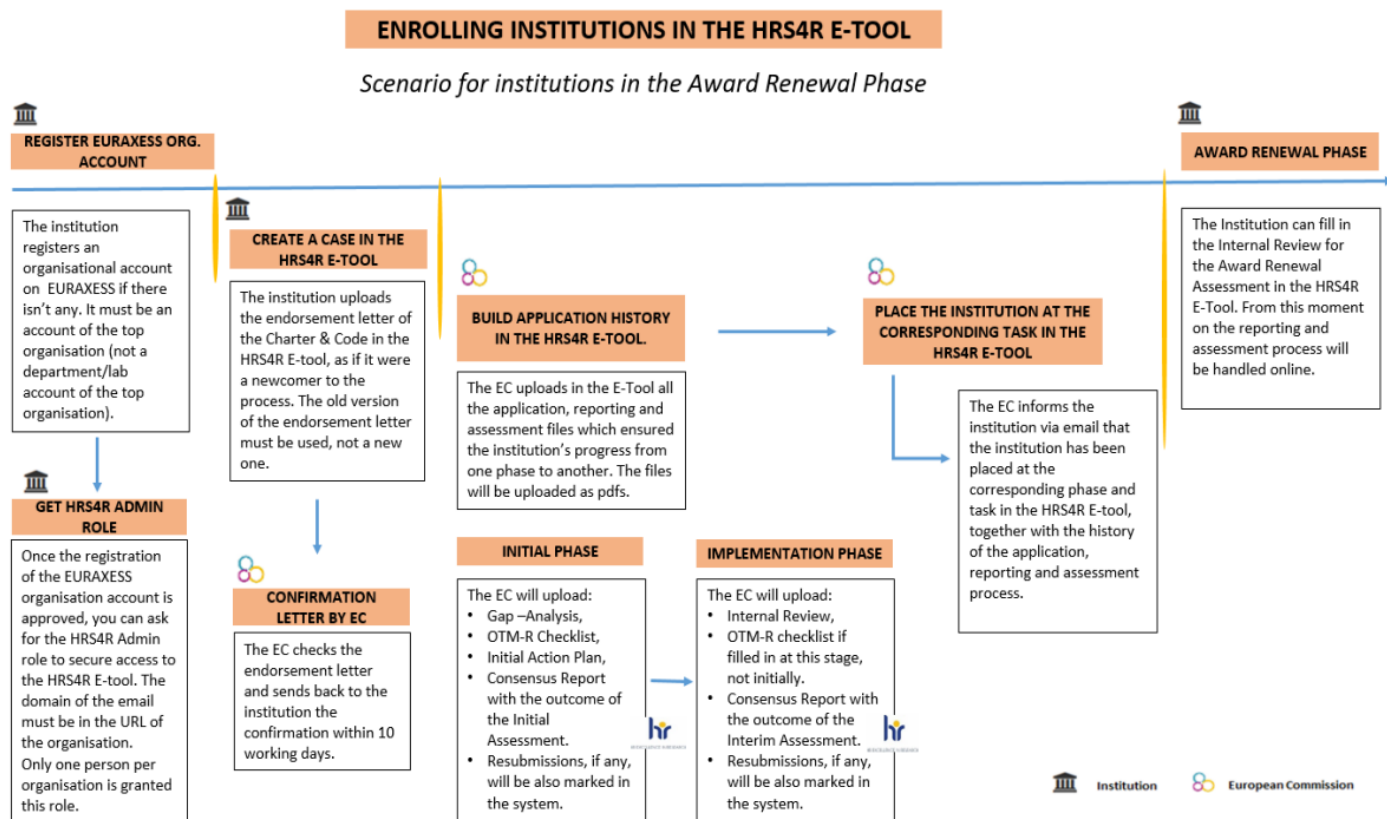 ENROLLING INSTITUTIONS IN THE HRS4R E-TOOL
Scenario for institutions in the Award Renewal Phase
REGISTER EURAXESS ORG.
ACCOUNT
The institution
registers an
organisational account
on EURAXESS if there
isn't any. It must be an
account of the top
organisation (not a
department/lab
account of the top
organisation).
GET HRS4R ADMIN
ROLE
Once the registration
of the EURAXESS
organisation account is
approved, you can ask
for the HRS4R Admin
role to secure access to
the HRS4R E-tool. The
domain of the email
must be in the URL of
the organisation.
Only one person per
organisation is granted
this role.
CREATE A CASE IN THE
HRS4R E-TOOL
The institution uploads
the endorsement letter of
the Charter & Code in the
HRS4R E-tool, as if it were
a newcomer to the
process. The old version
of the endorsement letter
must be used, not a new
one.
CONFIRMATION
LETTER BY EC
The EC checks the
endorsement letter
and sends back to the
institution the
confirmation within 10
working days.
BUILD APPLICATION HISTORY
IN THE HRS4R E-TOOL.
The EC uploads in the E-Tool all
the application, reporting and
assessment files which ensured
the institution's progress from
one phase to another. The files
will be uploaded as pdfs.
INITIAL PHASE
The EC will upload:
• Gap –Analysis,
• OTM-R Checklist,
• Initial Action Plan,
• Consensus Report
with the outcome of
the Initial
Assessment.
• Resubmissions, if any,
will be also marked in
the system.
hr
IMPLEMENTATION PHASE
The EC will upload:
• Internal Review,
• OTM-R checklist if
filled in at this stage,
not initially.
• Consensus Report with
the outcome of the
Interim Assessment.
• Resubmissions, if any,
will be also marked in
the system.
hr
PLACE THE INSTITUTION AT THE
CORRESPONDING TASK IN THE
HRS4R E-TOOL
The EC informs the
institution via email that
the institution has been
placed at the
corresponding phase and
task in the HRS4R E-tool,
together with the history
of the application,
reporting and assessment
process.
AWARD RENEWAL PHASE
The Institution can fill in
the Internal Review for
the Award Renewal
Assessment in the HRS4R
E-Tool. From this moment
on the reporting and
assessment process will
be handled online.
Institution
European Commission